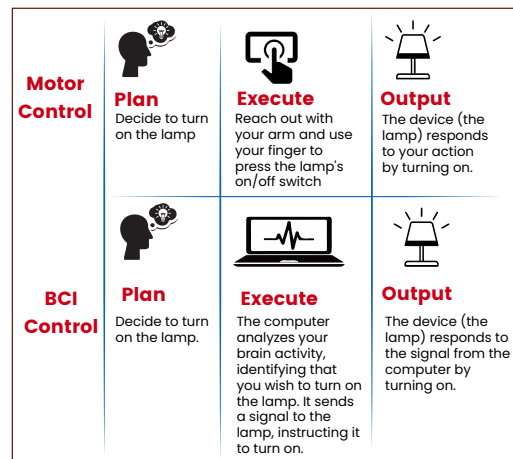 Motor
Control
Plan
Decide to turn
on the lamp
Execute
Reach out with
your arm and use
your finger to
press the lamp's
on/off switch
Output
The device (the
lamp) responds
to your action
by turning on.
BCI
Control
Plan
Decide to turn
on the lamp.
Execute
The computer
analyzes your
brain activity,
identifying that
you wish to turn on
the lamp. It sends
a signal to the
lamp, instructing it
to turn on.
Output
The device (the
lamp) responds to
the signal from the
computer by
turning on.